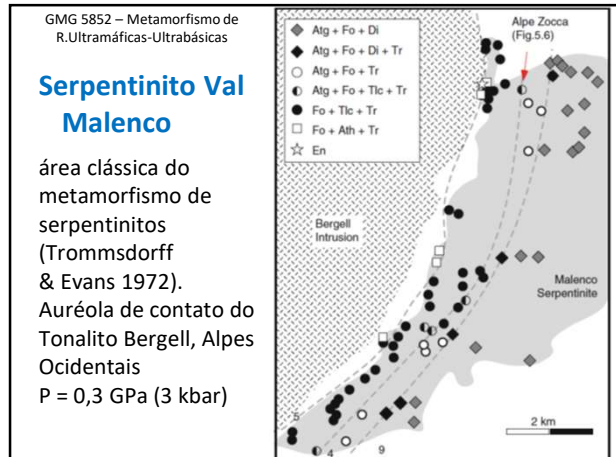 GMG 5852 – Metamorfismo de
R.Ultramáficas-Ultrabásicas
Serpentinito Val
Malenco
área clássica do
metamorfismo de
serpentinitos
(Trommsdorff
& Evans 1972).
Auréola de contato do
Tonalito Bergell, Alpes
Ocidentais
P = 0,3 GPa (3 kbar)
Atg + Fo + Di
Atg + Fo + Di + Tr
Atg + Fo + Tr
Atg + Fo + Tlc + Tr
Fo + Tlc + Tr
Fo + Ath + Tr
En
Alpe Zocca
(Fig.5.6)
Bergell
Intrusion
Malenco
Serpentinite
2 km
5
4
9